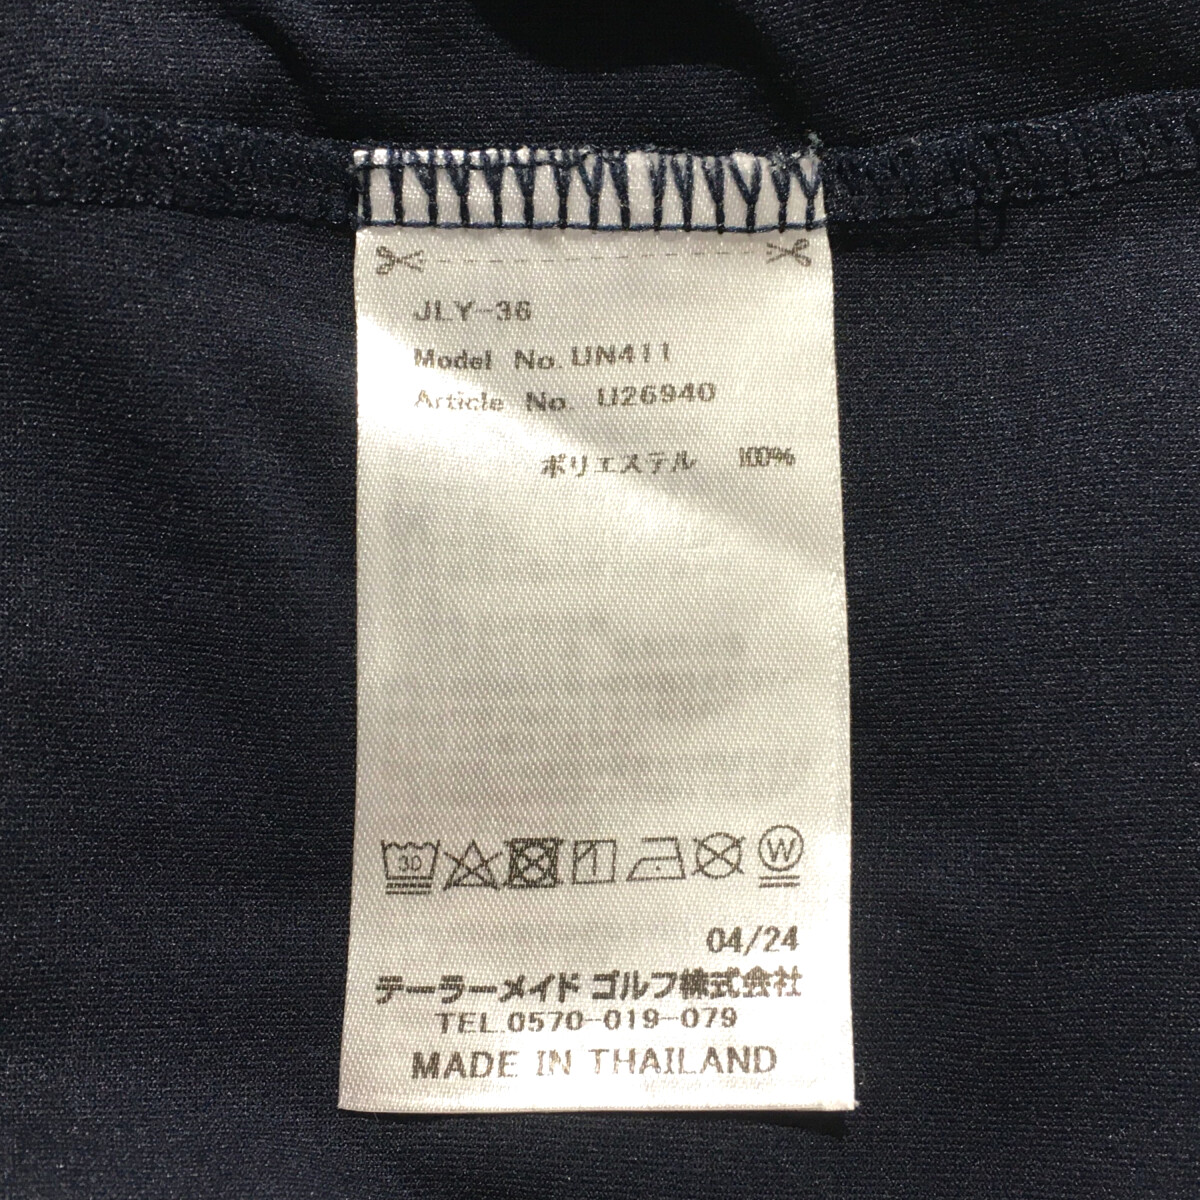 JLY-36
Model No. UN411
Article No. U26940
ポリエステル 100%
30 1 W
04/24
テーラーメイド ゴルフ株式会社
TEL.0570-019-079
MADE IN THAILAND